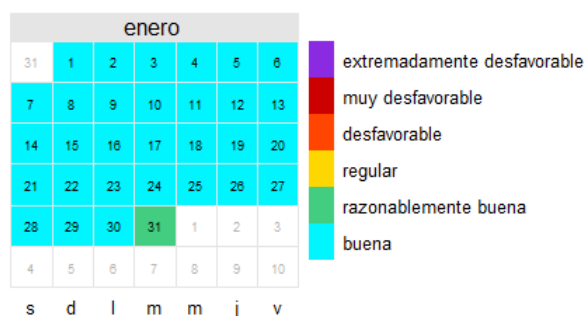 enero
31 1 2 3 4 5 6
7 8 9 10 11 12 13
14 15 16 17 18 19 20
21 22 23 24 25 26 27
28 29 30 31 1 2 3
4 5 6 7 8 9 10
s d l m m j v
extremadamente desfavorable
muy desfavorable
desfavorable
regular
razonablemente buena
buena